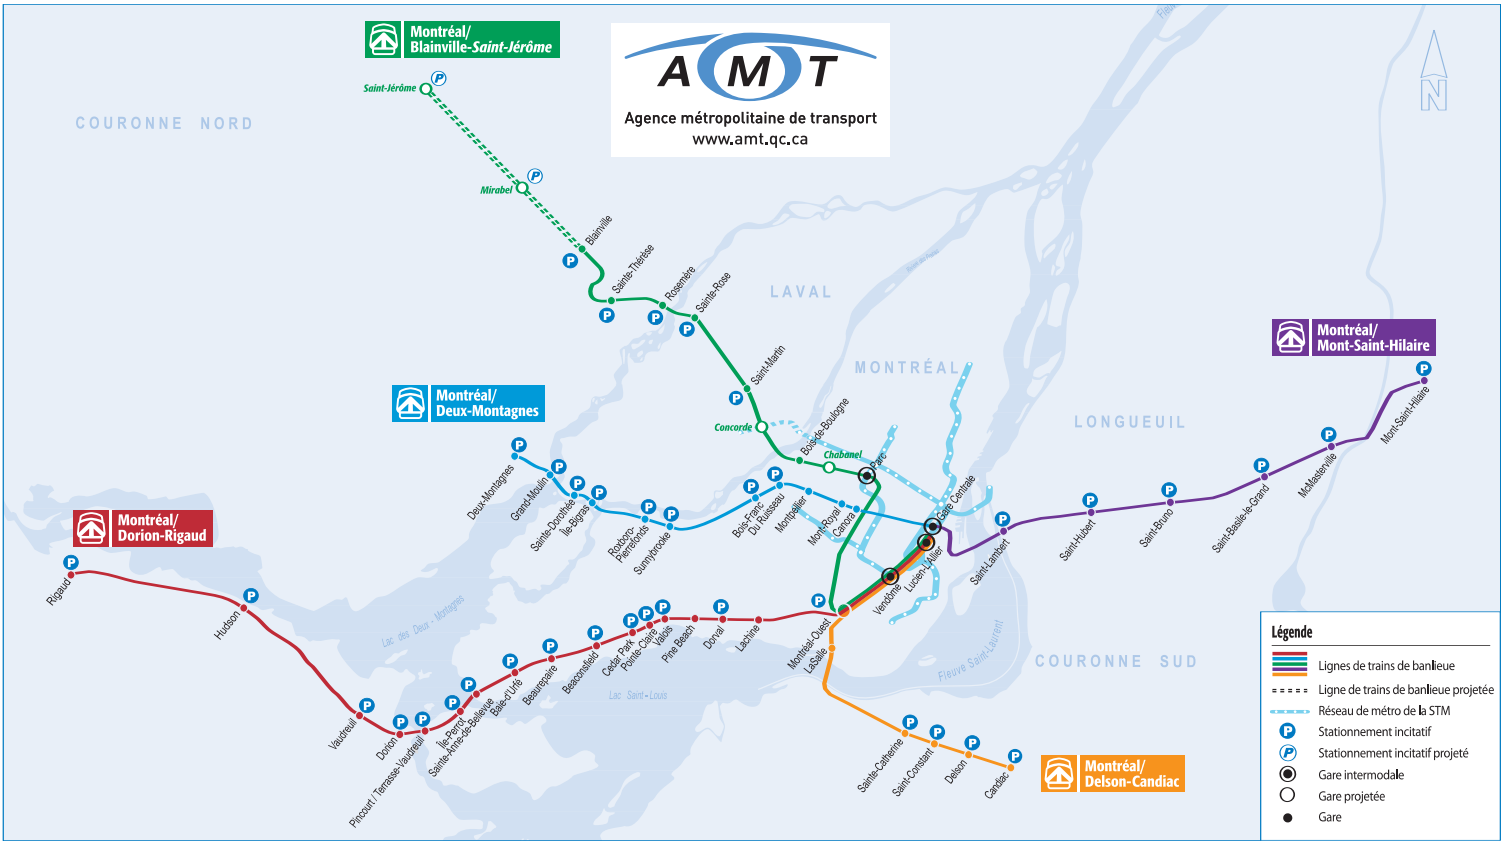 Montréal/
Blainville-Saint-Jérôme
A M T
Agence métropolitaine de transport
www.amt.qc.ca
N
COURONNE NORD
LAVAL
MONTRÉAL
LONGUEUIL
COURONNE SUD
Saint-Jérôme
P
Mirabel
P
Blainville
P
Sainte-Thérèse
P
Rosemère
P
Sainte-Rose
P
Saint-Martin
P
Concorde
Bois-de-Boulogne
Chabanel
Parc
Montréal/
Mont-Saint-Hilaire
P
Mont-Saint-Hilaire
P
McMasterville
P
Saint-Basile-le-Grand
P
Saint-Bruno
P
Saint-Hubert
P
Saint-Lambert
Gare Centrale
Lucien-L'Allier
Vendôme
Montréal/
Deux-Montagnes
P
Deux-Montagnes
P
Grand-Moulin
P
Sainte-Dorothée
P
Île-Bigras
P
Roxboro-
Pierrefonds
P
Sunnybrooke
P
Bois-Franc
P
Du Ruisseau
Montpellier
Mont-Royal
Canora
Montréal/
Dorion-Rigaud
P
Rigaud
P
Hudson
P
Vaudreuil
P
Dorion
P
Pincourt / Terrasse-Vaudreuil
P
Île-Perrot
P
Sainte-Anne-de-Bellevue
P
Baie-d'Urfé
P
Beaurepaire
P
Beaconsfield
P
Cedar Park
P
Pointe-Claire
P
Valois
Pine Beach
P
Dorval
Lachine
P
Montréal-Ouest
LaSalle
P
Sainte-Catherine
P
Saint-Constant
P
Delson
P
Candiac
Montréal/
Delson-Candiac
Lac des Deux - Montagnes
Lac Saint-Louis
Fleuve Saint-Laurent
Légende
Lignes de trains de banlieue
Ligne de trains de banlieue projetée
Réseau de métro de la STM
P Stationnement incitatif
P Stationnement incitatif projeté
Gare intermodale
Gare projetée
Gare